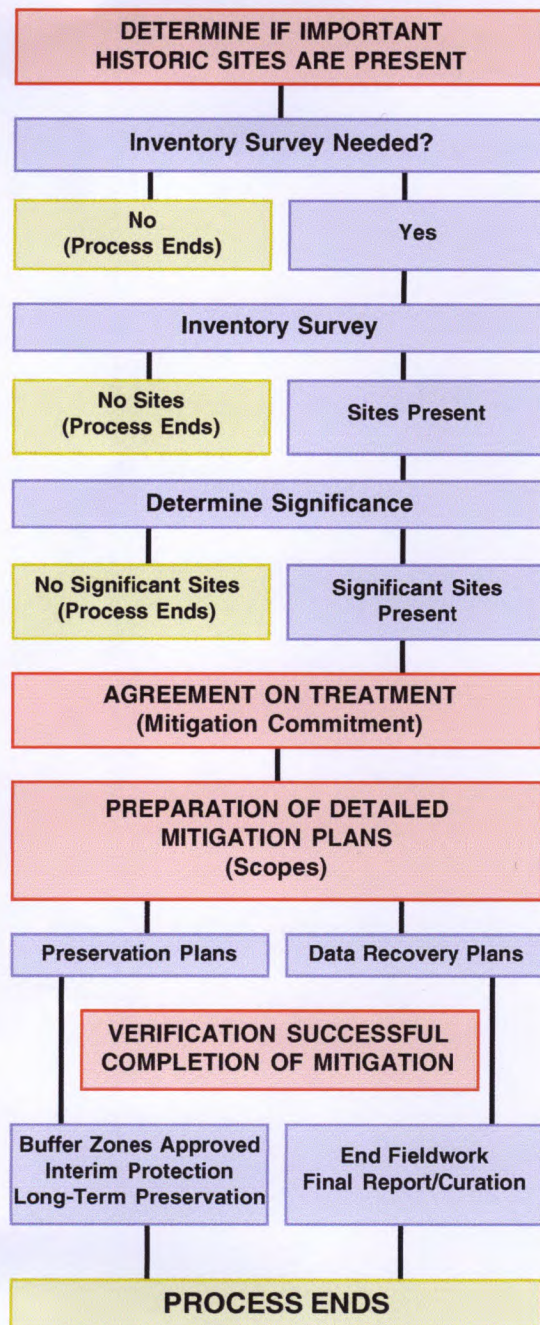 DETERMINE IF IMPORTANT
HISTORIC SITES ARE PRESENT
Inventory Survey Needed?
No
(Process Ends)
Yes
Inventory Survey
No Sites
(Process Ends)
Sites Present
Determine Significance
No Significant Sites
(Process Ends)
Significant Sites
Present
AGREEMENT ON TREATMENT
(Mitigation Commitment)
PREPARATION OF DETAILED
MITIGATION PLANS
(Scopes)
Preservation Plans
Data Recovery Plans
VERIFICATION SUCCESSFUL
COMPLETION OF MITIGATION
Buffer Zones Approved
Interim Protection
Long-Term Preservation
End Fieldwork
Final Report/Curation
PROCESS ENDS